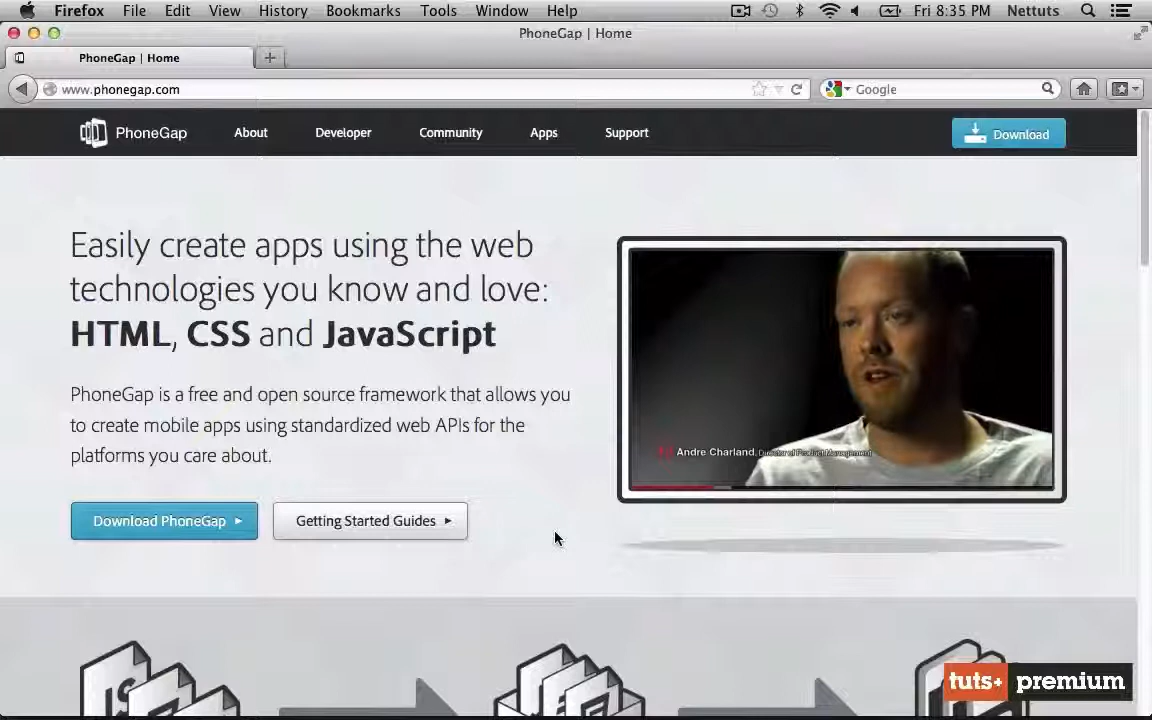 Firefox File Edit View History Bookmarks Tools Window Help Fri 8:35 PM Nettuts
PhoneGap | Home
PhoneGap | Home
www.phonegap.com Google
PhoneGap About Developer Community Apps Support Download
Easily create apps using the web
technologies you know and love:
HTML, CSS and JavaScript
PhoneGap is a free and open source framework that allows you
to create mobile apps using standardized web APIs for the
platforms you care about.
Andre Charland, Director of Product Management
Download PhoneGap Getting Started Guides
tuts+ premium